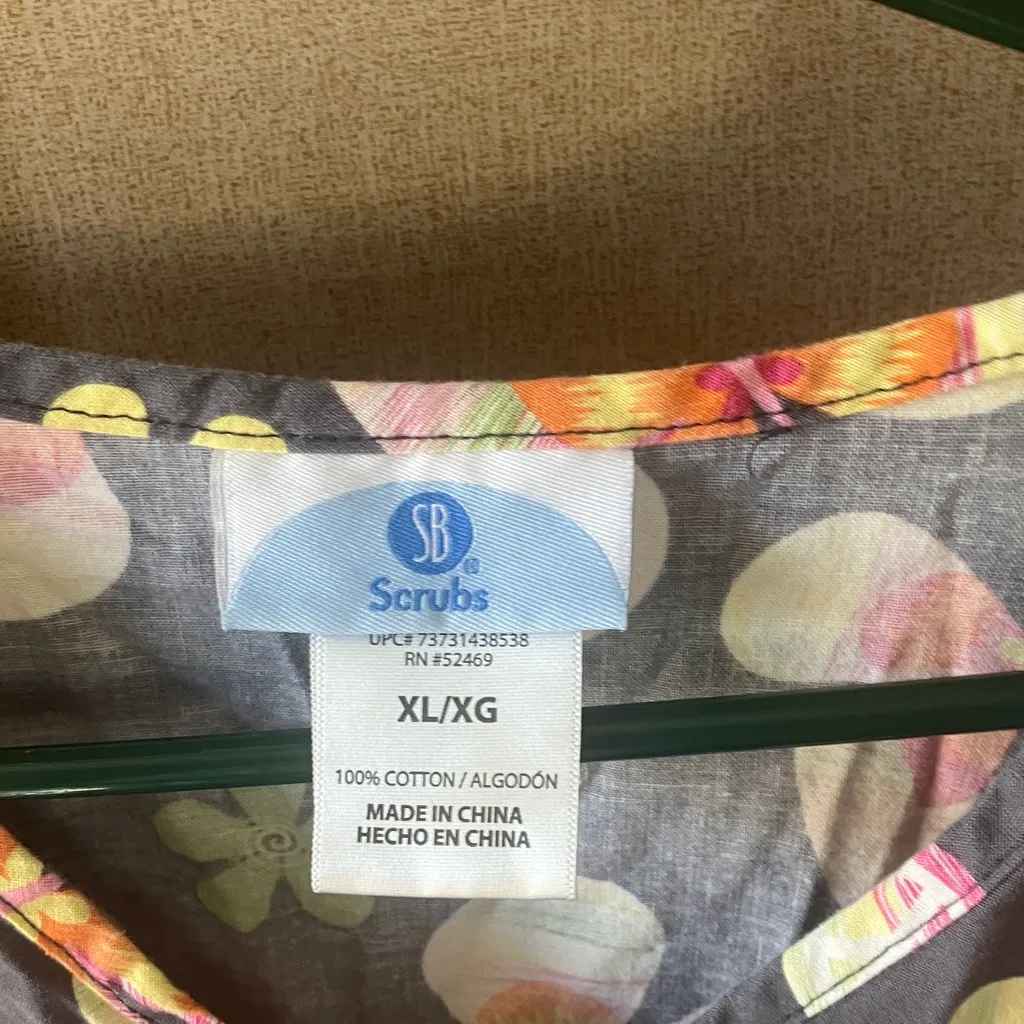 SB®
Scrubs
UPC# 73731438538
RN #52469
XL/XG
100% COTTON / ALGODÓN
MADE IN CHINA
HECHO EN CHINA